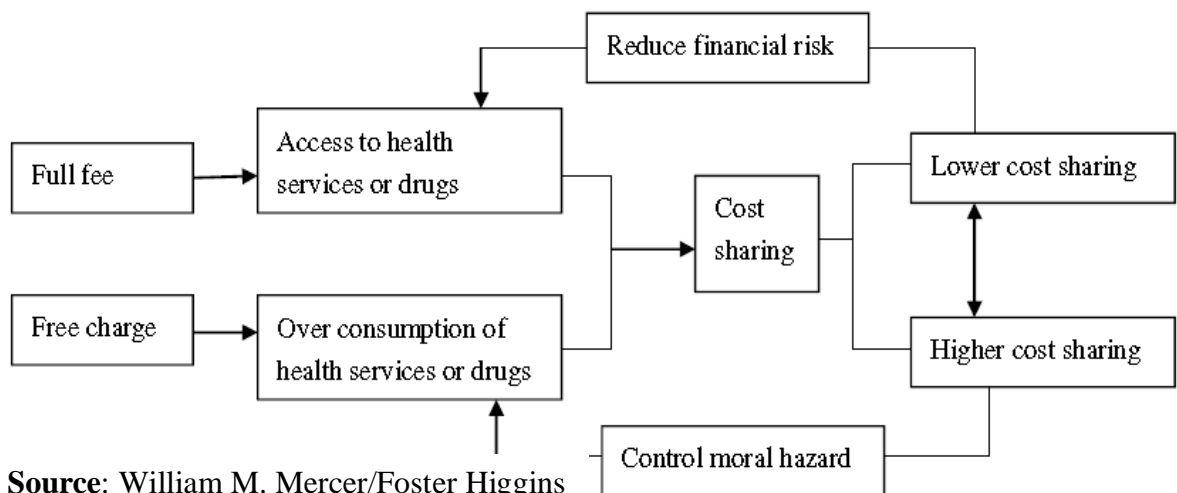 Reduce financial risk
Full fee
Access to health
services or drugs
Cost
sharing
Lower cost sharing
Free charge
Over consumption of
health services or drugs
Higher cost sharing
Control moral hazard
Source: William M. Mercer/Foster Higgins